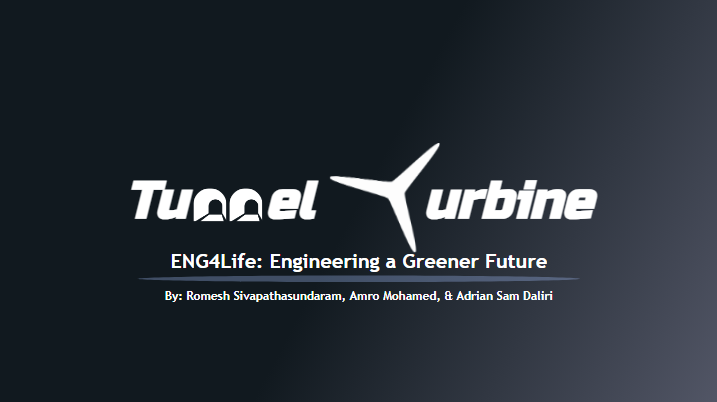 Tunnel Turbine
ENG4Life: Engineering a Greener Future
By: Romesh Sivapathasundaram, Amro Mohamed, & Adrian Sam Daliri